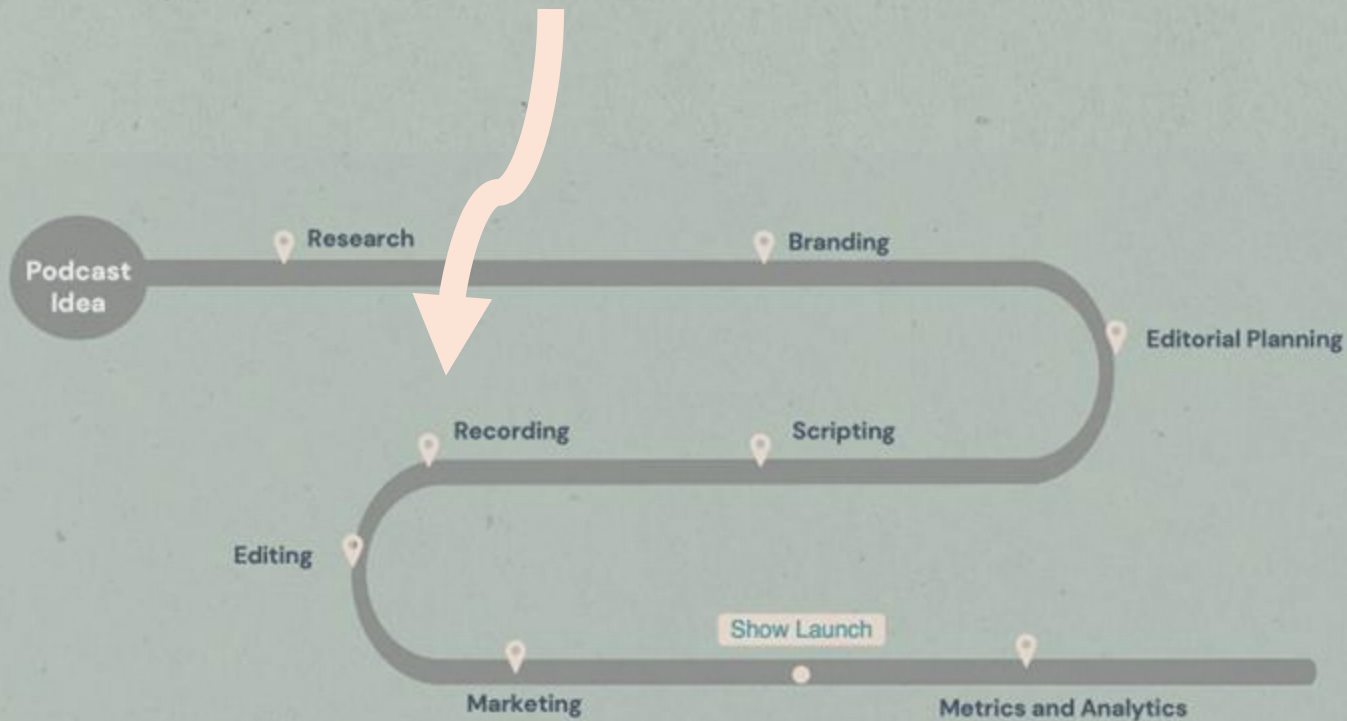 Podcast
Idea
Research
Branding
Editorial Planning
Scripting
Recording
Editing
Marketing
Show Launch
Metrics and Analytics